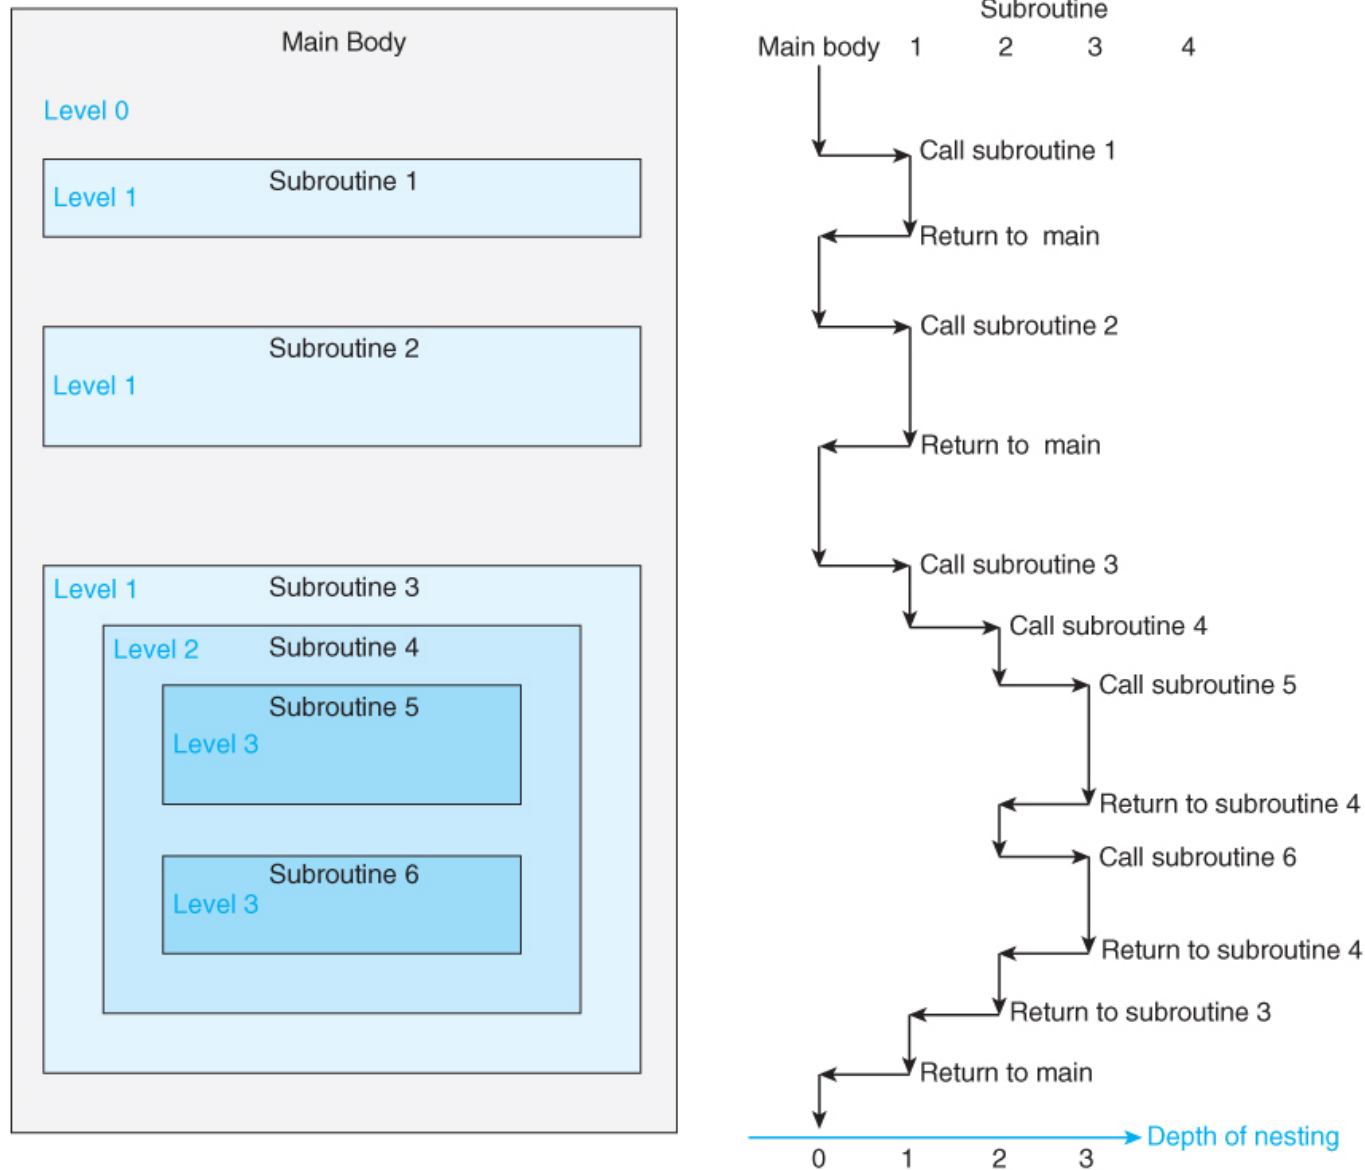 Main Body
Level 0
Subroutine 1
Level 1
Subroutine 2
Level 1
Level 1 Subroutine 3
Level 2 Subroutine 4
Subroutine 5
Level 3
Subroutine 6
Level 3
Subroutine
Main body 1 2 3 4
Call subroutine 1
Return to main
Call subroutine 2
Return to main
Call subroutine 3
Call subroutine 4
Call subroutine 5
Return to subroutine 4
Call subroutine 6
Return to subroutine 4
Return to subroutine 3
Return to main
Depth of nesting
0 1 2 3